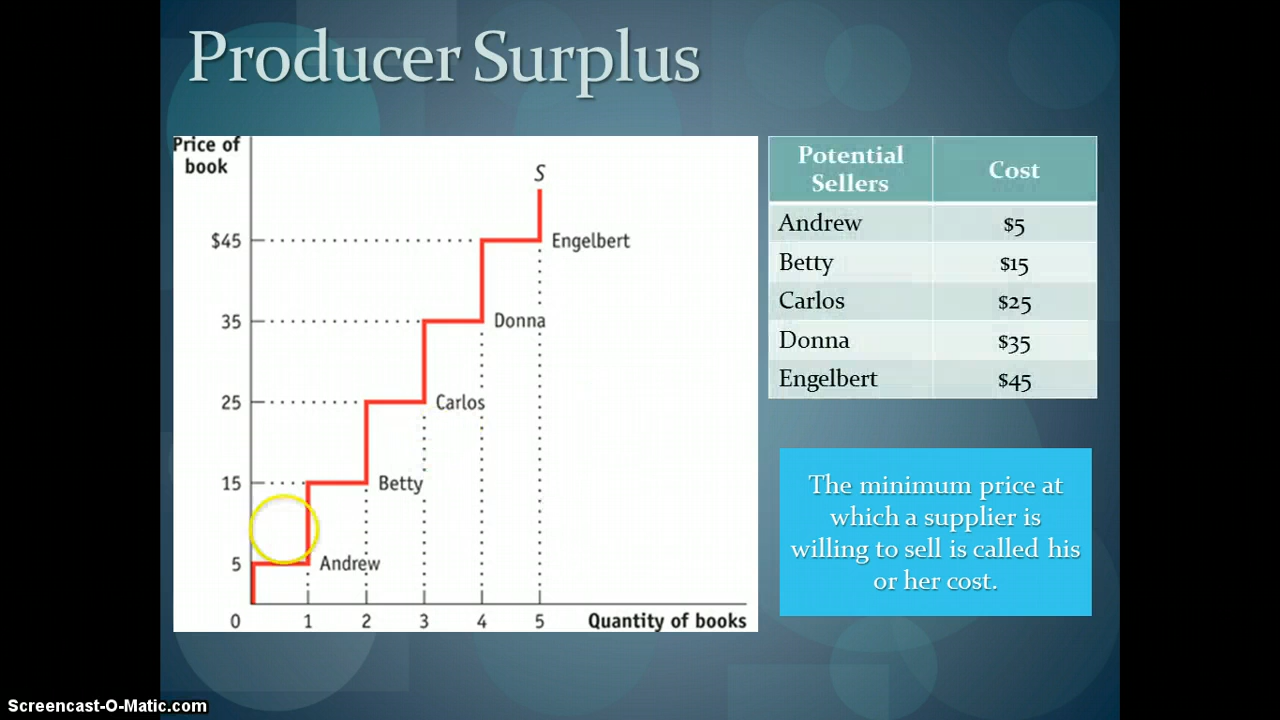 Producer Surplus
Price of
book
S
$45
Engelbert
35
Donna
25
Carlos
15
Betty
5
Andrew
0 1 2 3 4 5 Quantity of books
Potential Sellers Cost
Andrew $5
Betty $15
Carlos $25
Donna $35
Engelbert $45
The minimum price at
which a supplier is
willing to sell is called his
or her cost.
Screencast-O-Matic.com